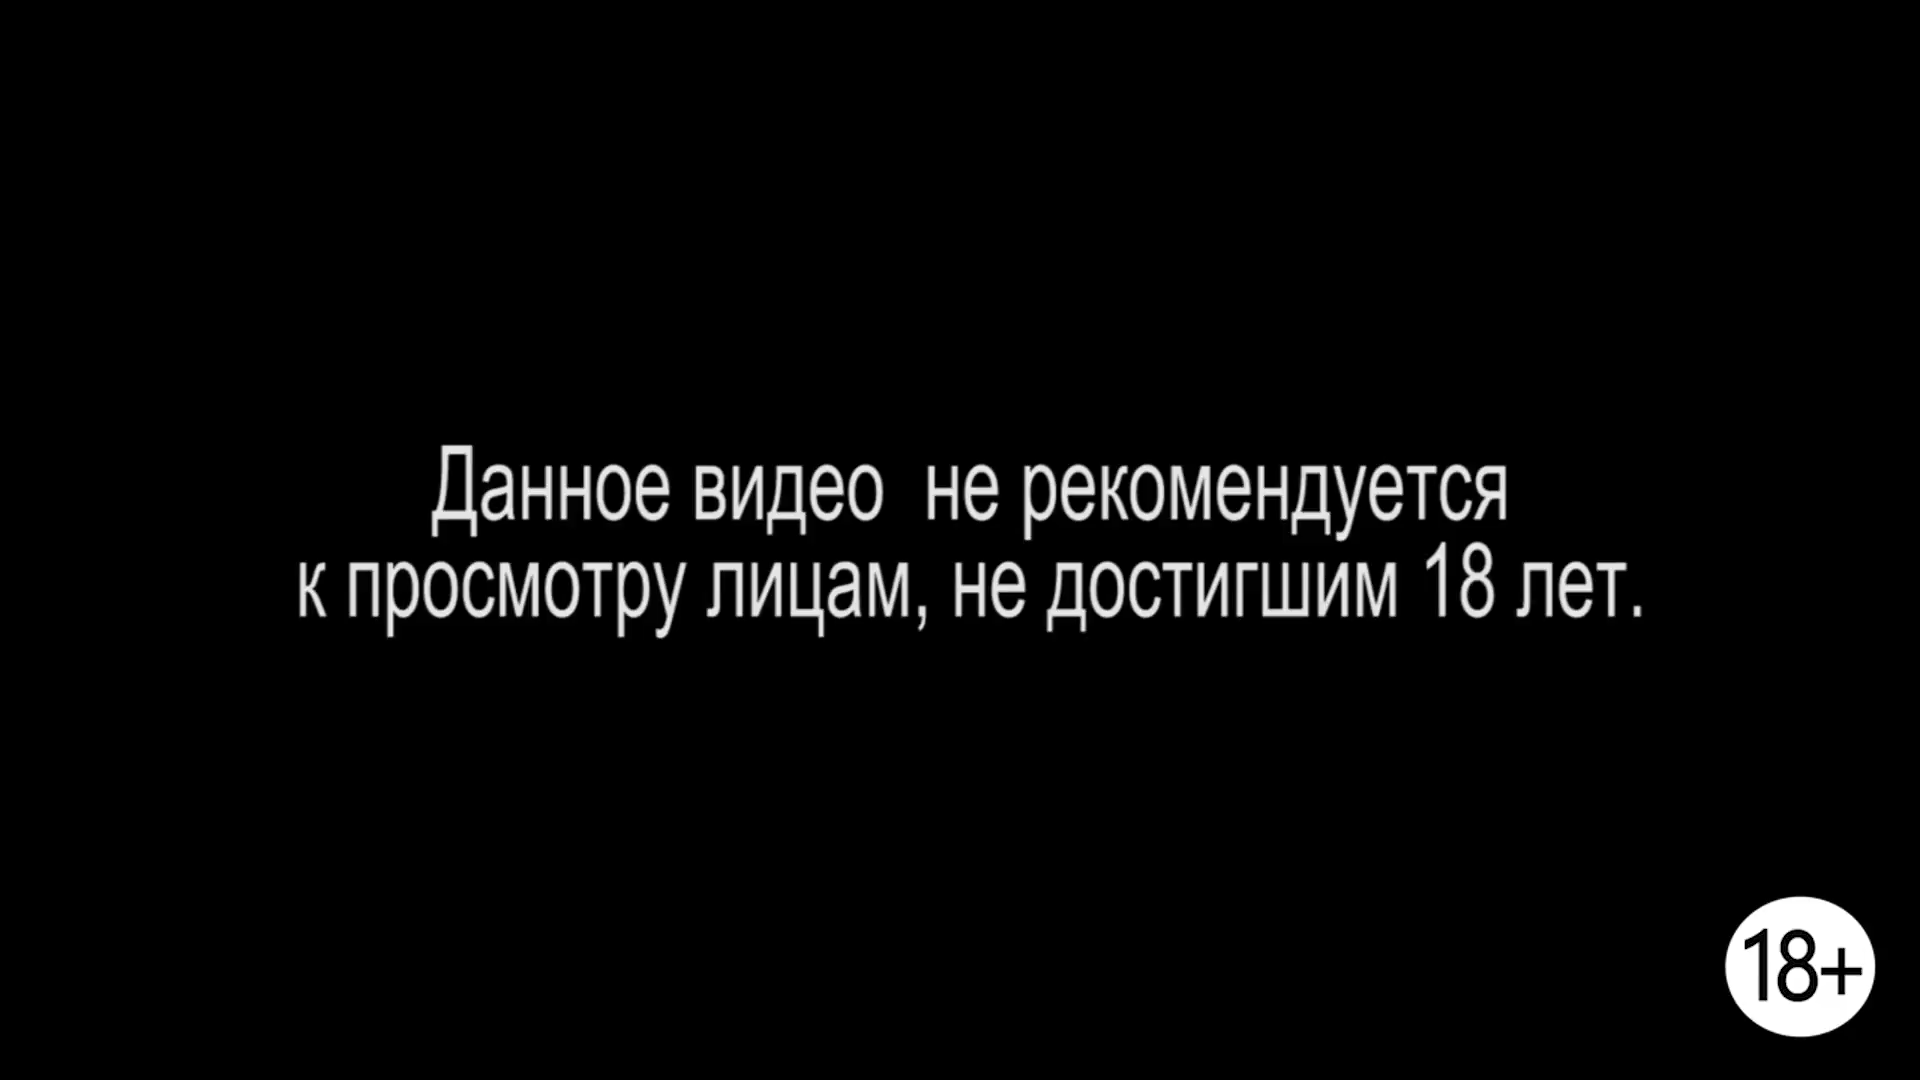 Данное видео  не рекомендуется
к просмотру лицам, не достигшим 18 лет.
18+